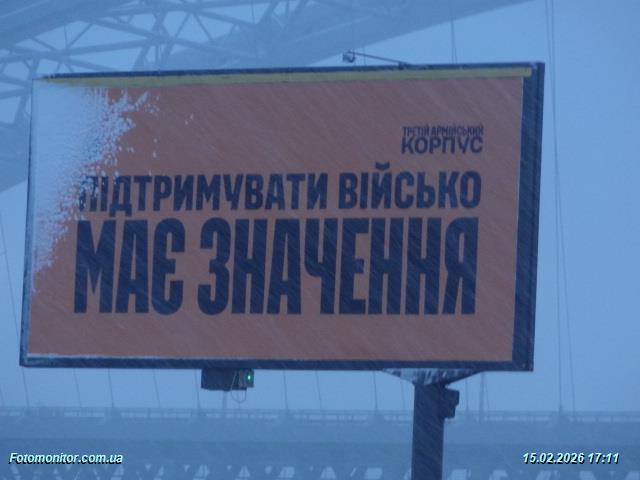 ТРЕТІЙ АРМІЙСЬКИЙ
КОРПУС
ПІДТРИМУВАТИ ВІЙСЬКО
МАЄ ЗНАЧЕННЯ
Fotomonitor.com.ua
15.02.2026 17:11